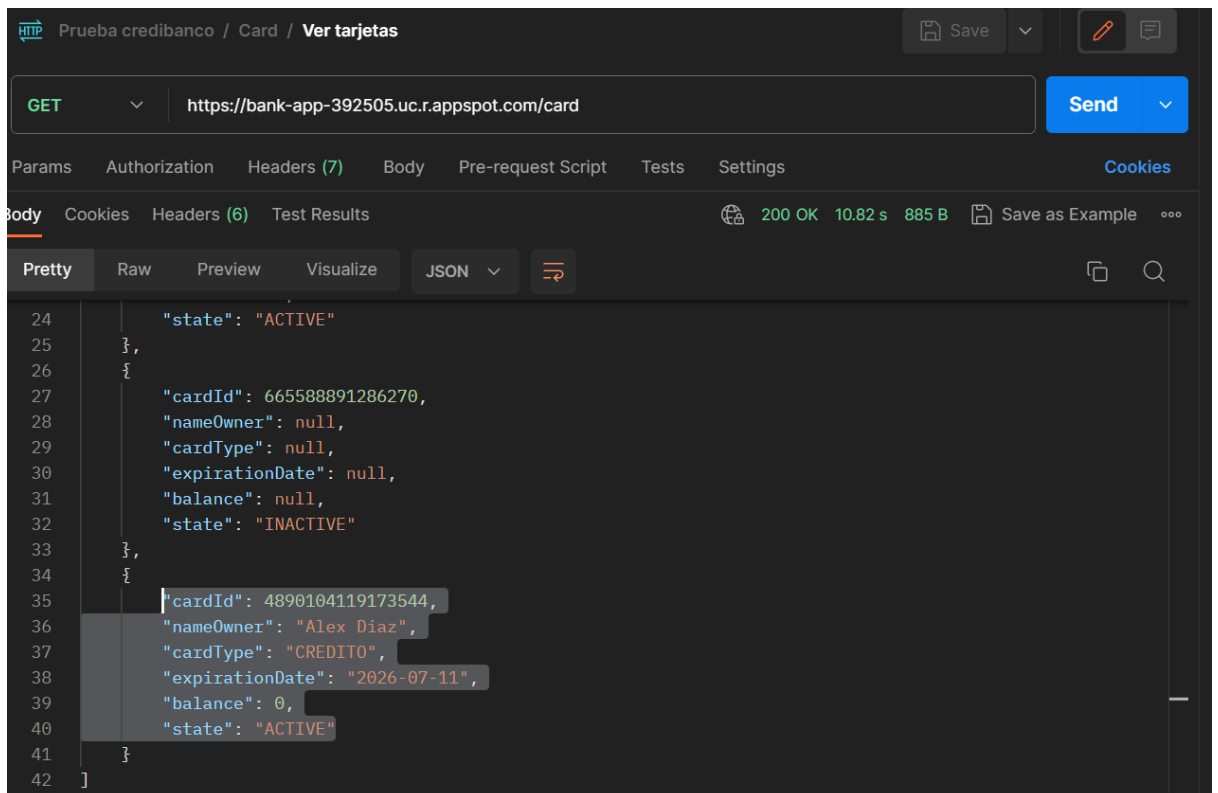 HTTP Prueba credibanco / Card / Ver tarjetas Save
GET https://bank-app-392505.uc.r.appspot.com/card Send
Params Authorization Headers (7) Body Pre-request Script Tests Settings Cookies
Body Cookies Headers (6) Test Results 200 OK 10.82 s 885 B Save as Example
Pretty Raw Preview Visualize JSON
24 "state": "ACTIVE"
25 },
26 {
27 "cardId": 665588891286270,
28 "nameOwner": null,
29 "cardType": null,
30 "expirationDate": null,
31 "balance": null,
32 "state": "INACTIVE"
33 },
34 {
35 "cardId": 4890104119173544,
36 "nameOwner": "Alex Diaz",
37 "cardType": "CREDITO",
38 "expirationDate": "2026-07-11",
39 "balance": 0,
40 "state": "ACTIVE"
41 }
42 ]